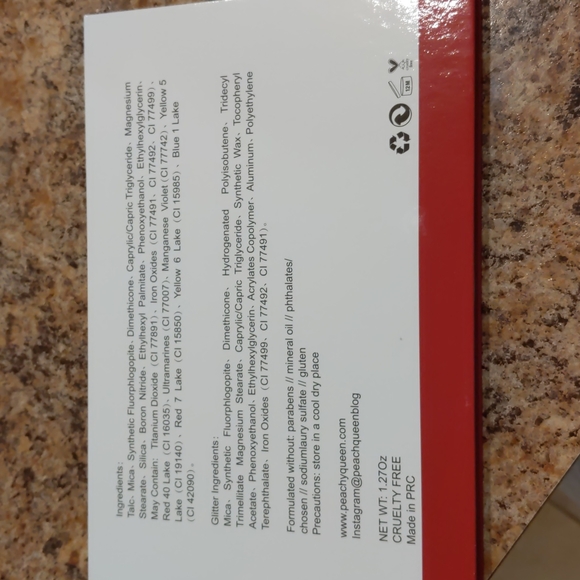 Ingredients:
Talc、Mica、Synthetic Fluorphlogopite、Dimethicone、Caprylic/Capric Triglyceride、Magnesium
Stearate、Silica、Boron Nitride、Ethylhexyl Palmitate、Phenoxyethanol、Ethylhexylglycerin、
May Contain: Titanium Dioxide (CI 77891)、Iron Oxides (CI 77491、CI 77492、CI 77499)、
Red 40 Lake (CI 16035)、Ultramarines (CI 77007)、Manganese Violet (CI 77742)、Yellow 5
Lake (CI 19140)、Red 7 Lake (CI 15850)、Yellow 6 Lake (CI 15985)、Blue 1 Lake
(CI 42090)、
Glitter Ingredients:
Mica、Synthetic Fluorphlogopite、Dimethicone、Hydrogenated Polyisobutene、Tridecyl
Trimellitate Magnesium Stearate、Caprylic/Capric Triglyceride、Synthetic Wax、Tocopheryl
Acetate、Phenoxyethanol、Ethylhexylglycerin、Acrylates Copolymer、Aluminum、Polyethylene
Terephthalate、Iron Oxides (CI 77499、CI 77492、CI 77491)、
Formulated without: parabens // mineral oil // phthalates/
chosen // sodiumlaury sulfate // gluten
Precautions: store in a cool dry place
www.peachyqueen.com
Instagram@peachqueenblog
NET WT: 1.27Oz
CRUELTY FREE
Made in PRC
12M